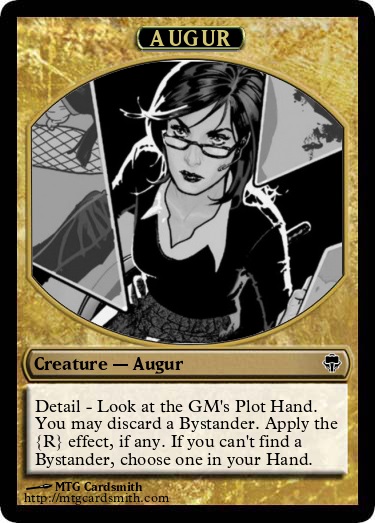 AUGUR
Creature — Augur
Detail - Look at the GM's Plot Hand.
You may discard a Bystander. Apply the
{R} effect, if any. If you can't find a
Bystander, choose one in your Hand.
MTG Cardsmith
http://mtgcardsmith.com